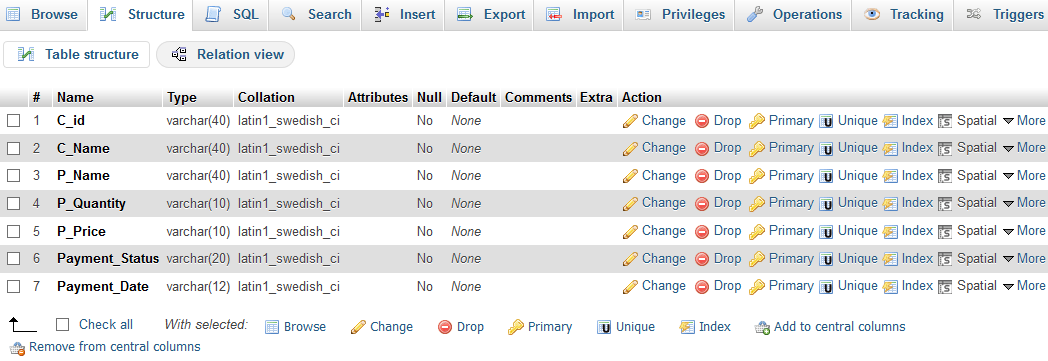 Browse Structure SQL Search Insert Export Import Privileges Operations Tracking Triggers
Table structure Relation view
# Name Type Collation Attributes Null Default Comments Extra Action
1 C_id varchar(40) latin1_swedish_ci No None Change Drop Primary Unique Index Spatial More
2 C_Name varchar(40) latin1_swedish_ci No None Change Drop Primary Unique Index Spatial More
3 P_Name varchar(40) latin1_swedish_ci No None Change Drop Primary Unique Index Spatial More
4 P_Quantity varchar(10) latin1_swedish_ci No None Change Drop Primary Unique Index Spatial More
5 P_Price varchar(10) latin1_swedish_ci No None Change Drop Primary Unique Index Spatial More
6 Payment_Status varchar(20) latin1_swedish_ci No None Change Drop Primary Unique Index Spatial More
7 Payment_Date varchar(12) latin1_swedish_ci No None Change Drop Primary Unique Index Spatial More
Check all With selected: Browse Change Drop Primary Unique Index Add to central columns
Remove from central columns